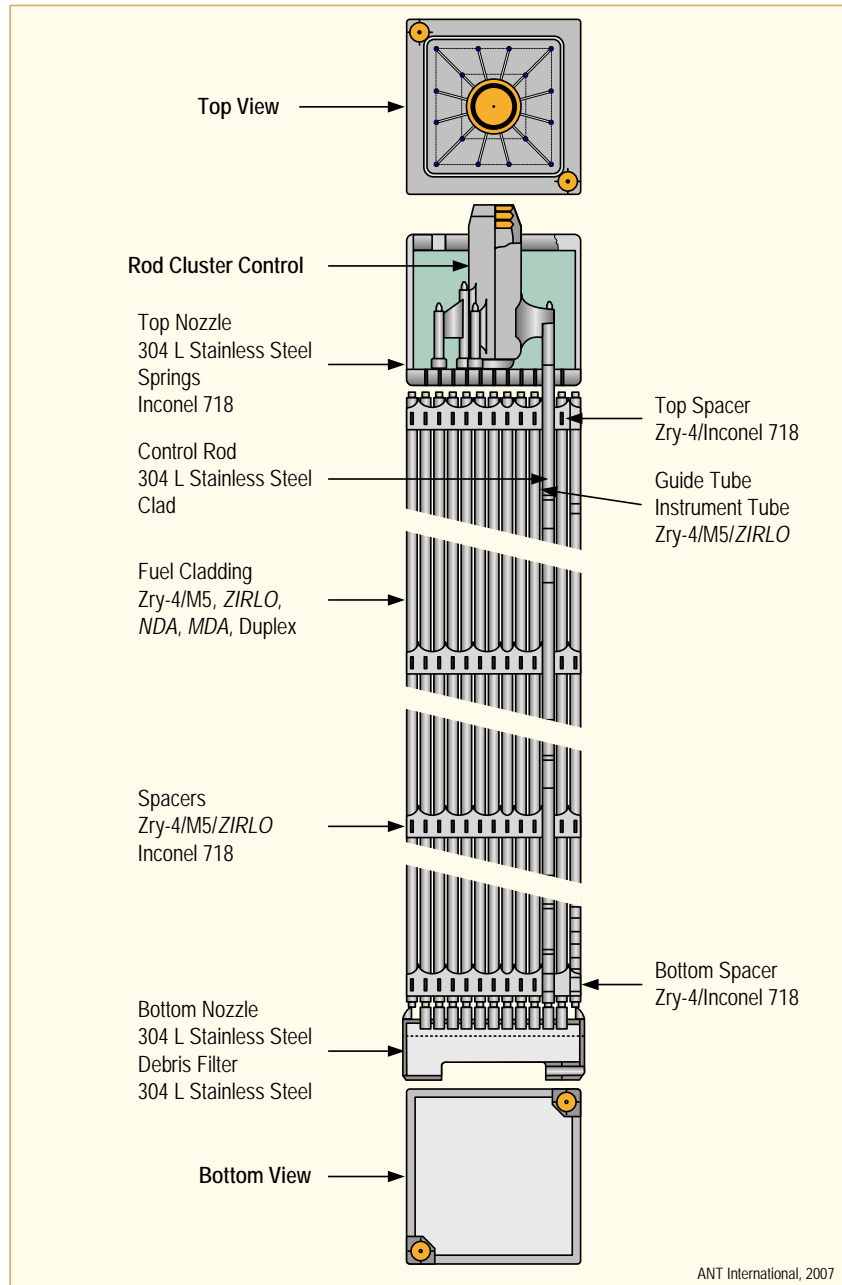 Top View
Rod Cluster Control
Top Nozzle
304 L Stainless Steel
Springs
Inconel 718
Top Spacer
Zry-4/Inconel 718
Control Rod
304 L Stainless Steel
Clad
Guide Tube
Instrument Tube
Zry-4/M5/ZIRLO
Fuel Cladding
Zry-4/M5, ZIRLO,
NDA, MDA, Duplex
Spacers
Zry-4/M5/ZIRLO
Inconel 718
Bottom Spacer
Zry-4/Inconel 718
Bottom Nozzle
304 L Stainless Steel
Debris Filter
304 L Stainless Steel
Bottom View
ANT International, 2007